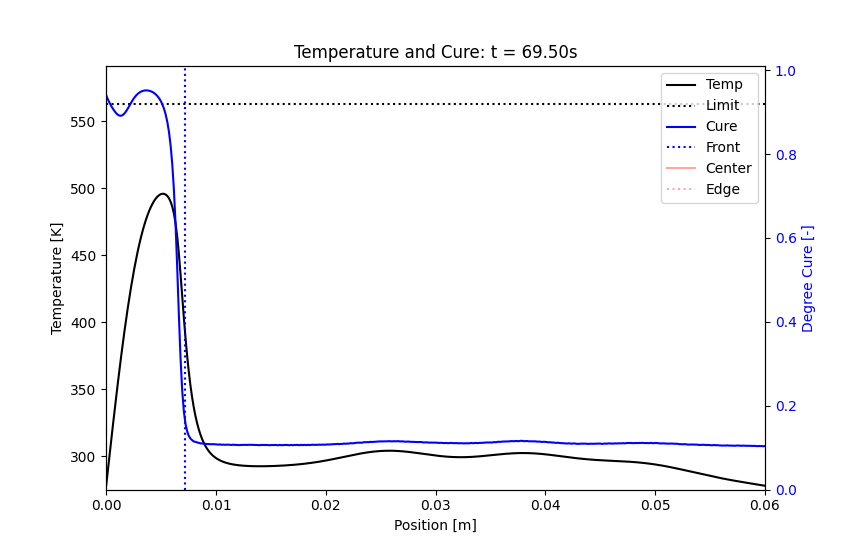 Temperature and Cure: t = 69.50s
Temp
Limit
Cure
Front
Center
Edge
Temperature [K]
550
500
450
400
350
300
Degree Cure [-]
1.0
0.8
0.6
0.4
0.2
0.0
0.00 0.01 0.02 0.03 0.04 0.05 0.06
Position [m]